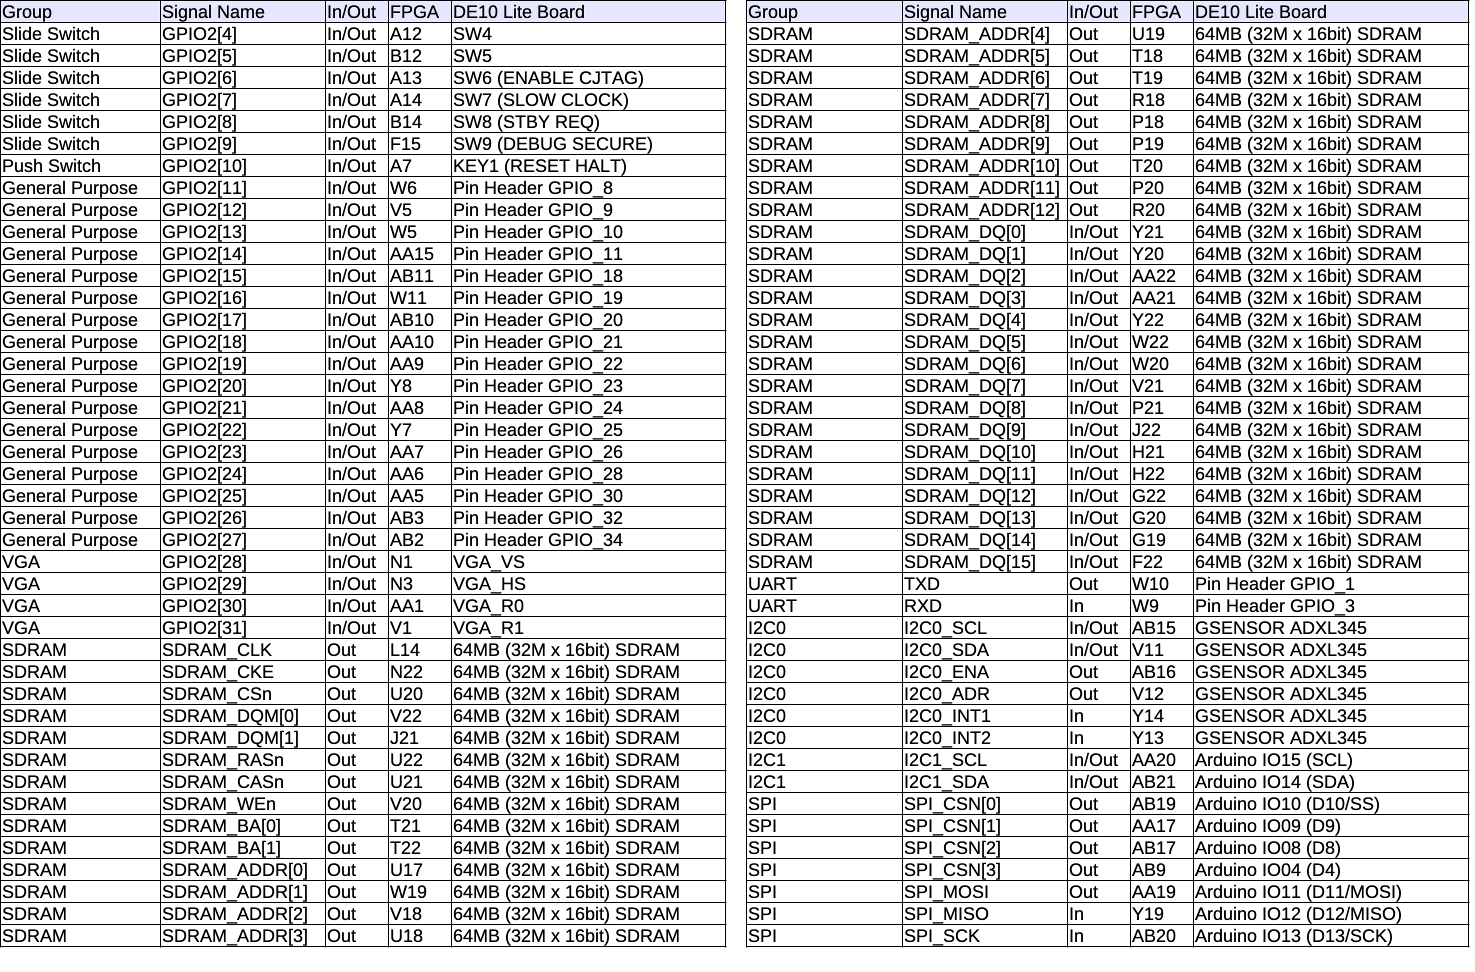 Group Signal Name In/Out FPGA DE10 Lite Board
Slide Switch GPIO2[4] In/Out A12 SW4
Slide Switch GPIO2[5] In/Out B12 SW5
Slide Switch GPIO2[6] In/Out A13 SW6 (ENABLE CJTAG)
Slide Switch GPIO2[7] In/Out A14 SW7 (SLOW CLOCK)
Slide Switch GPIO2[8] In/Out B14 SW8 (STBY REQ)
Slide Switch GPIO2[9] In/Out F15 SW9 (DEBUG SECURE)
Push Switch GPIO2[10] In/Out A7 KEY1 (RESET HALT)
General Purpose GPIO2[11] In/Out W6 Pin Header GPIO_8
General Purpose GPIO2[12] In/Out V5 Pin Header GPIO_9
General Purpose GPIO2[13] In/Out W5 Pin Header GPIO_10
General Purpose GPIO2[14] In/Out AA15 Pin Header GPIO_11
General Purpose GPIO2[15] In/Out AB11 Pin Header GPIO_18
General Purpose GPIO2[16] In/Out W11 Pin Header GPIO_19
General Purpose GPIO2[17] In/Out AB10 Pin Header GPIO_20
General Purpose GPIO2[18] In/Out AA10 Pin Header GPIO_21
General Purpose GPIO2[19] In/Out AA9 Pin Header GPIO_22
General Purpose GPIO2[20] In/Out Y8 Pin Header GPIO_23
General Purpose GPIO2[21] In/Out AA8 Pin Header GPIO_24
General Purpose GPIO2[22] In/Out Y7 Pin Header GPIO_25
General Purpose GPIO2[23] In/Out AA7 Pin Header GPIO_26
General Purpose GPIO2[24] In/Out AA6 Pin Header GPIO_28
General Purpose GPIO2[25] In/Out AA5 Pin Header GPIO_30
General Purpose GPIO2[26] In/Out AB3 Pin Header GPIO_32
General Purpose GPIO2[27] In/Out AB2 Pin Header GPIO_34
VGA GPIO2[28] In/Out N1 VGA_VS
VGA GPIO2[29] In/Out N3 VGA_HS
VGA GPIO2[30] In/Out AA1 VGA_R0
VGA GPIO2[31] In/Out V1 VGA_R1
SDRAM SDRAM_CLK Out L14 64MB (32M x 16bit) SDRAM
SDRAM SDRAM_CKE Out N22 64MB (32M x 16bit) SDRAM
SDRAM SDRAM_CSn Out U20 64MB (32M x 16bit) SDRAM
SDRAM SDRAM_DQM[0] Out V22 64MB (32M x 16bit) SDRAM
SDRAM SDRAM_DQM[1] Out J21 64MB (32M x 16bit) SDRAM
SDRAM SDRAM_RASn Out U22 64MB (32M x 16bit) SDRAM
SDRAM SDRAM_CASn Out U21 64MB (32M x 16bit) SDRAM
SDRAM SDRAM_WEn Out V20 64MB (32M x 16bit) SDRAM
SDRAM SDRAM_BA[0] Out T21 64MB (32M x 16bit) SDRAM
SDRAM SDRAM_BA[1] Out T22 64MB (32M x 16bit) SDRAM
SDRAM SDRAM_ADDR[0] Out U17 64MB (32M x 16bit) SDRAM
SDRAM SDRAM_ADDR[1] Out W19 64MB (32M x 16bit) SDRAM
SDRAM SDRAM_ADDR[2] Out V18 64MB (32M x 16bit) SDRAM
SDRAM SDRAM_ADDR[3] Out U18 64MB (32M x 16bit) SDRAM
Group Signal Name In/Out FPGA DE10 Lite Board
SDRAM SDRAM_ADDR[4] Out U19 64MB (32M x 16bit) SDRAM
SDRAM SDRAM_ADDR[5] Out T18 64MB (32M x 16bit) SDRAM
SDRAM SDRAM_ADDR[6] Out T19 64MB (32M x 16bit) SDRAM
SDRAM SDRAM_ADDR[7] Out R18 64MB (32M x 16bit) SDRAM
SDRAM SDRAM_ADDR[8] Out P18 64MB (32M x 16bit) SDRAM
SDRAM SDRAM_ADDR[9] Out P19 64MB (32M x 16bit) SDRAM
SDRAM SDRAM_ADDR[10] Out T20 64MB (32M x 16bit) SDRAM
SDRAM SDRAM_ADDR[11] Out P20 64MB (32M x 16bit) SDRAM
SDRAM SDRAM_ADDR[12] Out R20 64MB (32M x 16bit) SDRAM
SDRAM SDRAM_DQ[0] In/Out Y21 64MB (32M x 16bit) SDRAM
SDRAM SDRAM_DQ[1] In/Out Y20 64MB (32M x 16bit) SDRAM
SDRAM SDRAM_DQ[2] In/Out AA22 64MB (32M x 16bit) SDRAM
SDRAM SDRAM_DQ[3] In/Out AA21 64MB (32M x 16bit) SDRAM
SDRAM SDRAM_DQ[4] In/Out Y22 64MB (32M x 16bit) SDRAM
SDRAM SDRAM_DQ[5] In/Out W22 64MB (32M x 16bit) SDRAM
SDRAM SDRAM_DQ[6] In/Out W20 64MB (32M x 16bit) SDRAM
SDRAM SDRAM_DQ[7] In/Out V21 64MB (32M x 16bit) SDRAM
SDRAM SDRAM_DQ[8] In/Out P21 64MB (32M x 16bit) SDRAM
SDRAM SDRAM_DQ[9] In/Out J22 64MB (32M x 16bit) SDRAM
SDRAM SDRAM_DQ[10] In/Out H21 64MB (32M x 16bit) SDRAM
SDRAM SDRAM_DQ[11] In/Out H22 64MB (32M x 16bit) SDRAM
SDRAM SDRAM_DQ[12] In/Out G22 64MB (32M x 16bit) SDRAM
SDRAM SDRAM_DQ[13] In/Out G20 64MB (32M x 16bit) SDRAM
SDRAM SDRAM_DQ[14] In/Out G19 64MB (32M x 16bit) SDRAM
SDRAM SDRAM_DQ[15] In/Out F22 64MB (32M x 16bit) SDRAM
UART TXD Out W10 Pin Header GPIO_1
UART RXD In W9 Pin Header GPIO_3
I2C0 I2C0_SCL In/Out AB15 GSENSOR ADXL345
I2C0 I2C0_SDA In/Out V11 GSENSOR ADXL345
I2C0 I2C0_ENA Out AB16 GSENSOR ADXL345
I2C0 I2C0_ADR Out V12 GSENSOR ADXL345
I2C0 I2C0_INT1 In Y14 GSENSOR ADXL345
I2C0 I2C0_INT2 In Y13 GSENSOR ADXL345
I2C1 I2C1_SCL In/Out AA20 Arduino IO15 (SCL)
I2C1 I2C1_SDA In/Out AB21 Arduino IO14 (SDA)
SPI SPI_CSN[0] Out AB19 Arduino IO10 (D10/SS)
SPI SPI_CSN[1] Out AA17 Arduino IO09 (D9)
SPI SPI_CSN[2] Out AB17 Arduino IO08 (D8)
SPI SPI_CSN[3] Out AB9 Arduino IO04 (D4)
SPI SPI_MOSI Out AA19 Arduino IO11 (D11/MOSI)
SPI SPI_MISO In Y19 Arduino IO12 (D12/MISO)
SPI SPI_SCK In AB20 Arduino IO13 (D13/SCK)